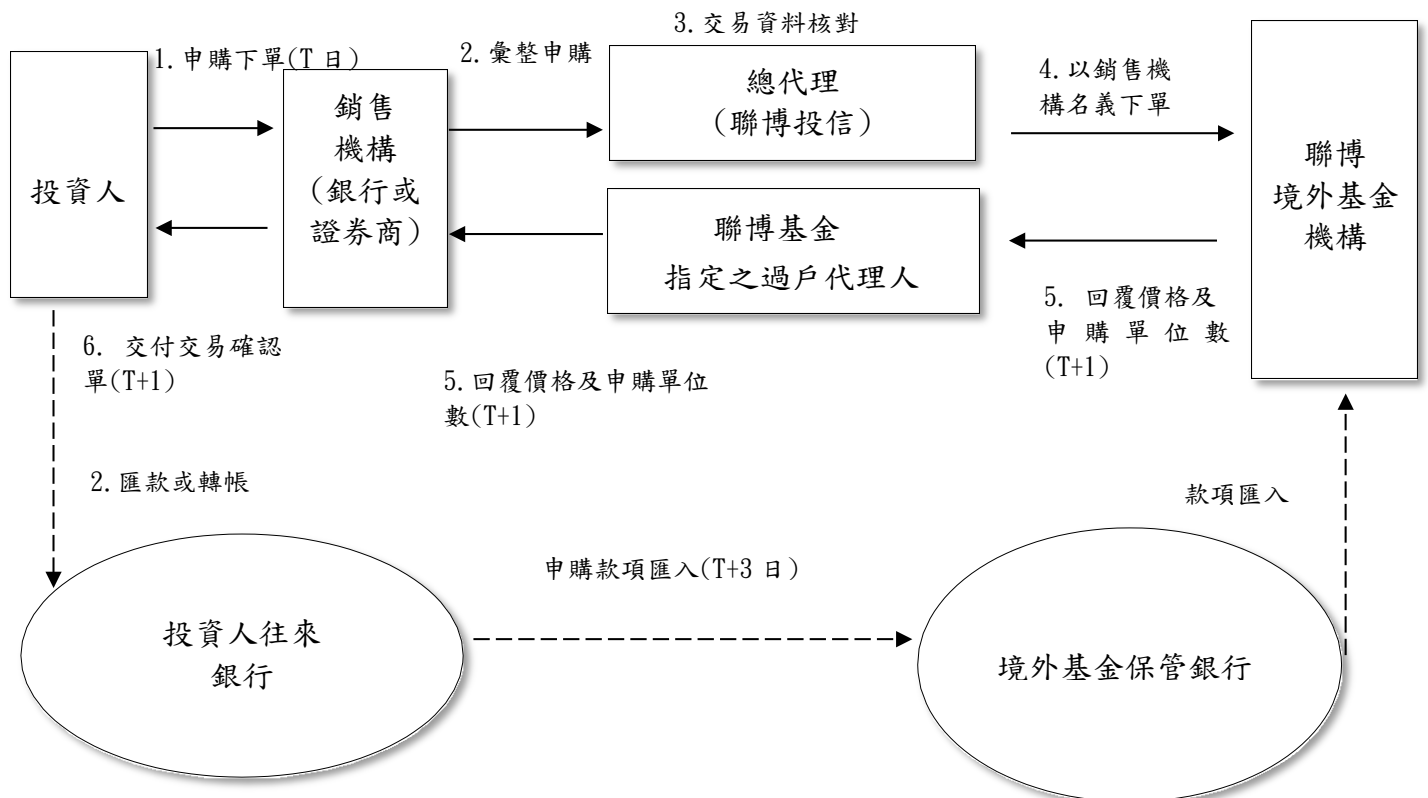 3.交易資料核對
1.申購下單(T 日)
2.彙整申購
總代理
(聯博投信)
4.以銷售機
構名義下單
投資人
銷售
機構
(銀行或
證券商)
聯博
境外基金
機構
聯博基金
指定之過戶代理人
6. 交付交易確認
單(T+1)
5.回覆價格及申購單位
數(T+1)
5. 回覆價格及
申購單位數
(T+1)
2.匯款或轉帳
款項匯入
申購款項匯入(T+3 日)
投資人往來
銀行
境外基金保管銀行